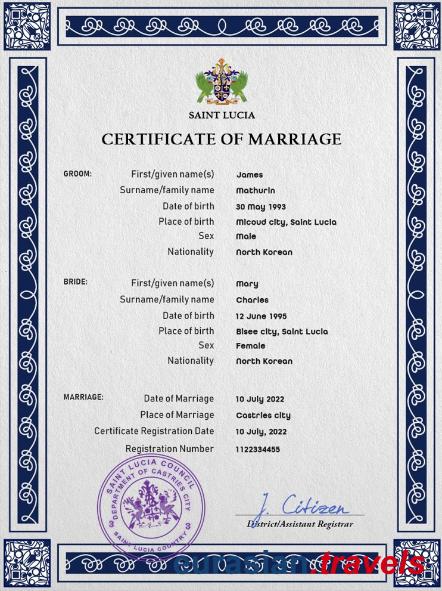 SAINT LUCIA
CERTIFICATE OF MARRIAGE
GROOM: First/given name(s) James
Surname/family name Mathurin
Date of birth 30 May 1993
Place of birth Micoud city, Saint Lucia
Sex Male
Nationality North Korean
BRIDE: First/given name(s) Mary
Surname/family name Charles
Date of birth 12 June 1995
Place of birth Bisee city, Saint Lucia
Sex Female
Nationality North Korean
MARRIAGE: Date of Marriage 10 July 2022
Place of Marriage Castries city
Certificate Registration Date 10 July, 2022
Registration Number 1122334455
SAINT LUCIA COUNCIL
DEPARTMENT OF CASTRIES CITY
3 3
SAINT LUCIA COUNTRY
J. Citizen
District/Assistant Registrar
eurasian.travels